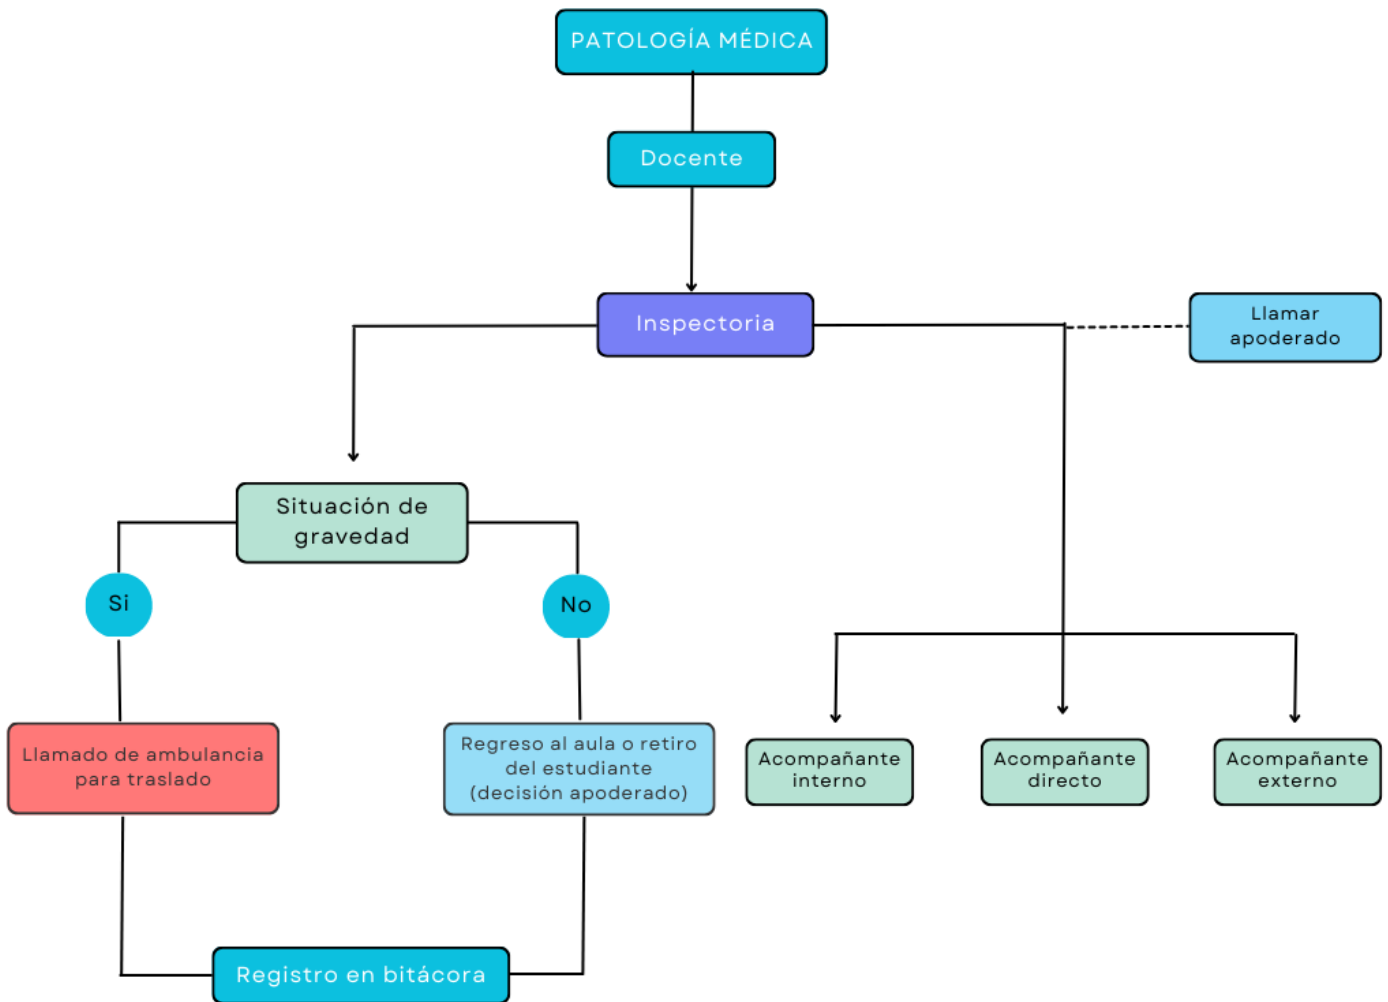 PATOLOGÍA MÉDICA
Docente
Inspectoria
Llamar
apoderado
Situación de
gravedad
Si
No
Llamado de ambulancia
para traslado
Regreso al aula o retiro
del estudiante
(decisión apoderado)
Acompañante
interno
Acompañante
directo
Acompañante
externo
Registro en bitácora